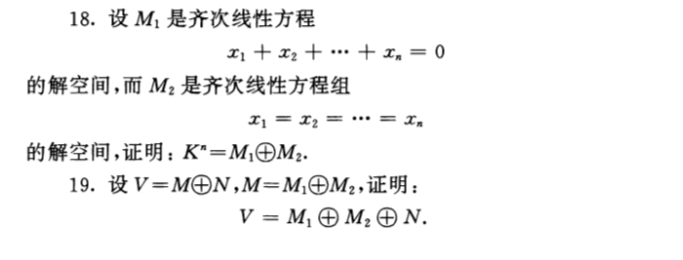 18. 设 M₁ 是齐次线性方程
x₁ + x₂ + ⋯ + xₙ = 0
的解空间,而 M₂ 是齐次线性方程组
x₁ = x₂ = ⋯ = xₙ
的解空间,证明: Kⁿ=M₁⊕M₂.
19. 设 V=M⊕N,M=M₁⊕M₂,证明:
V = M₁ ⊕ M₂ ⊕ N.